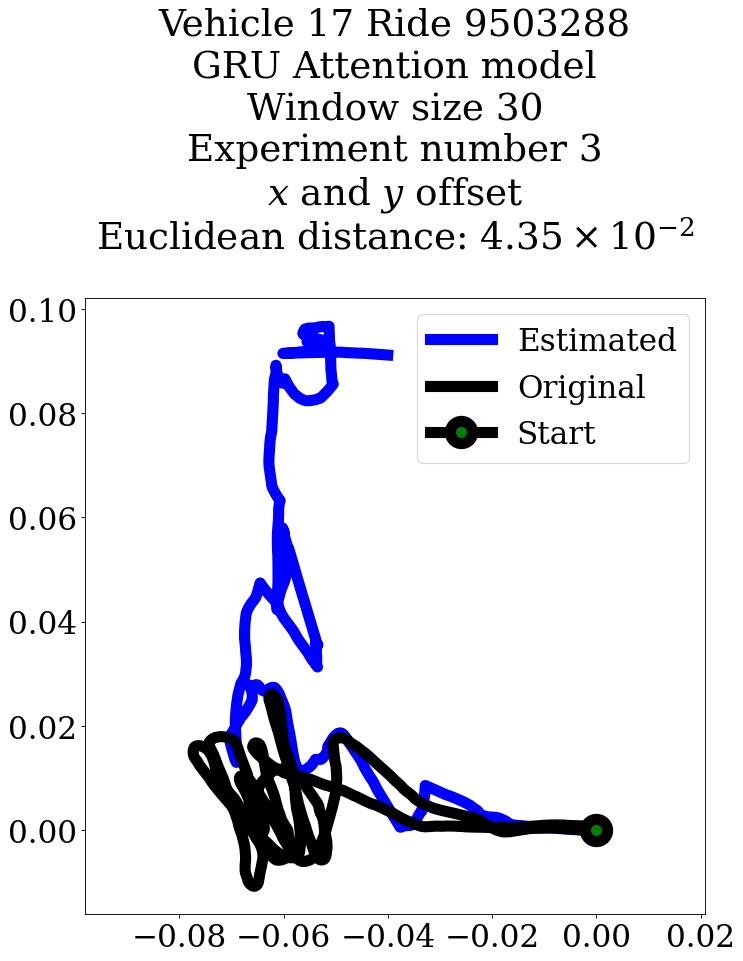 Vehicle 17 Ride 9503288
GRU Attention model
Window size 30
Experiment number 3
x and y offset
Euclidean distance: 4.35 × 10⁻²
0.10
0.08
0.06
0.04
0.02
0.00
Estimated
Original
Start
−0.08 −0.06 −0.04 −0.02 0.00 0.02